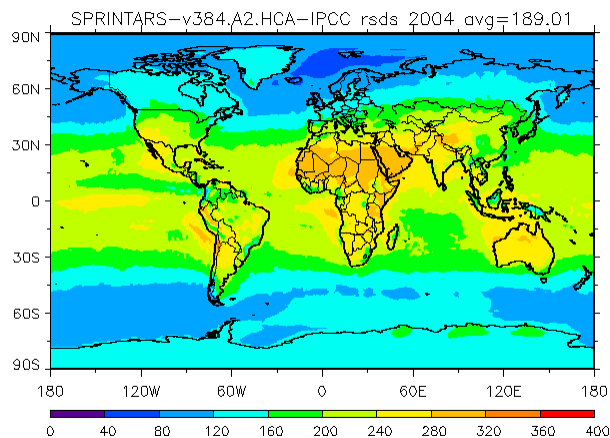 SPRINTARS-v384.A2.HCA-IPCC rsds 2004 avg=189.01
90N
60N
30N
0
30S
60S
90S
180 120W 60W 0 60E 120E 180
0 40 80 120 160 200 240 280 320 360 400